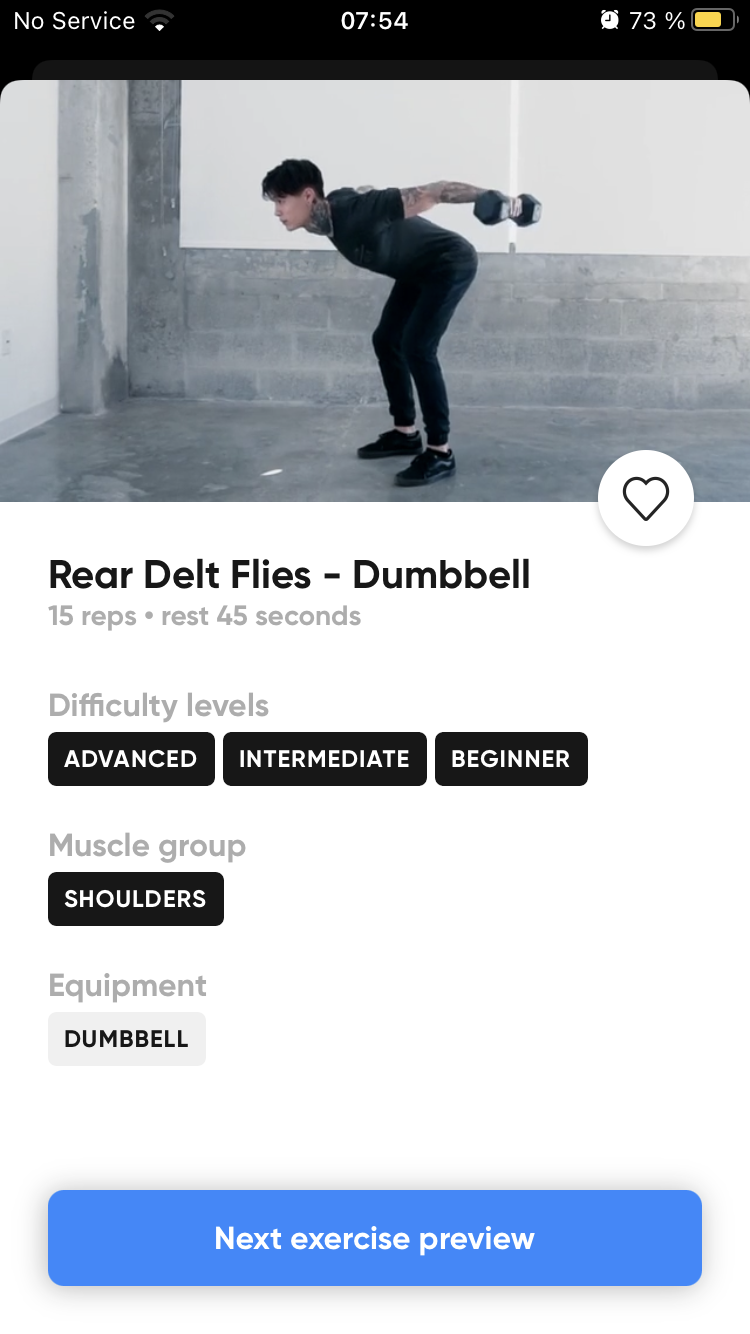 No Service 07:54 73 %
Rear Delt Flies - Dumbbell
15 reps • rest 45 seconds
Difficulty levels
ADVANCED INTERMEDIATE BEGINNER
Muscle group
SHOULDERS
Equipment
DUMBBELL
Next exercise preview